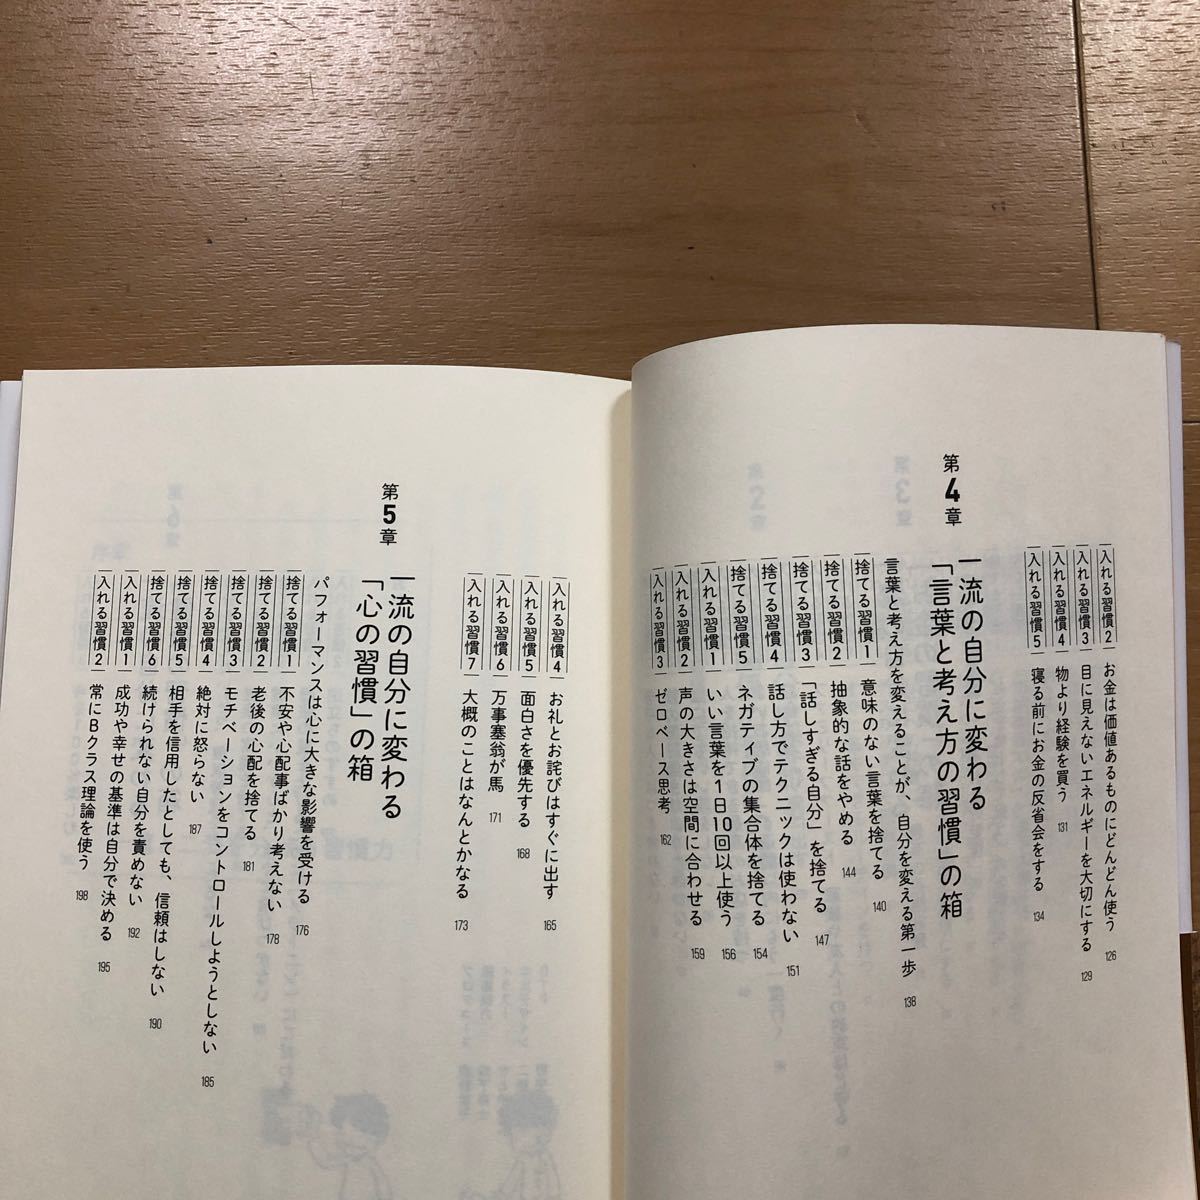 入れる習慣2 お金は価値あるものにどんどん使う 126
入れる習慣3 目に見えないエネルギーを大切にする 129
入れる習慣4 物より経験を買う 131
入れる習慣5 寝る前にお金の反省会をする 134
第4章 一流の自分に変わる
「言葉と考え方の習慣」の箱
言葉と考え方を変えることが、自分を変える第一歩 138
捨てる習慣1 意味のない言葉を捨てる 140
捨てる習慣2 抽象的な話をやめる 144
捨てる習慣3 「話しすぎる自分」を捨てる 147
捨てる習慣4 話し方でテクニックは使わない 151
捨てる習慣5 ネガティブの集合体を捨てる 154
入れる習慣1 いい言葉を1日10回以上使う 156
入れる習慣2 声の大きさは空間に合わせる 159
入れる習慣3 ゼロベース思考 162
入れる習慣4 お礼とお詫びはすぐに出す 165
入れる習慣5 面白さを優先する 168
入れる習慣6 万事塞翁が馬 171
入れる習慣7 大概のことはなんとかなる 173
第5章 一流の自分に変わる
「心の習慣」の箱
パフォーマンスは心に大きな影響を受ける 176
捨てる習慣1 不安や心配事ばかり考えない 178
捨てる習慣2 老後の心配を捨てる 181
捨てる習慣3 モチベーションをコントロールしようとしない 185
捨てる習慣4 絶対に怒らない 187
捨てる習慣5 相手を信用したとしても、信頼はしない 190
捨てる習慣6 続けられない自分を責めない 192
入れる習慣1 成功や幸せの基準は自分で決める 195
入れる習慣2 常にBクラス理論を使う 198